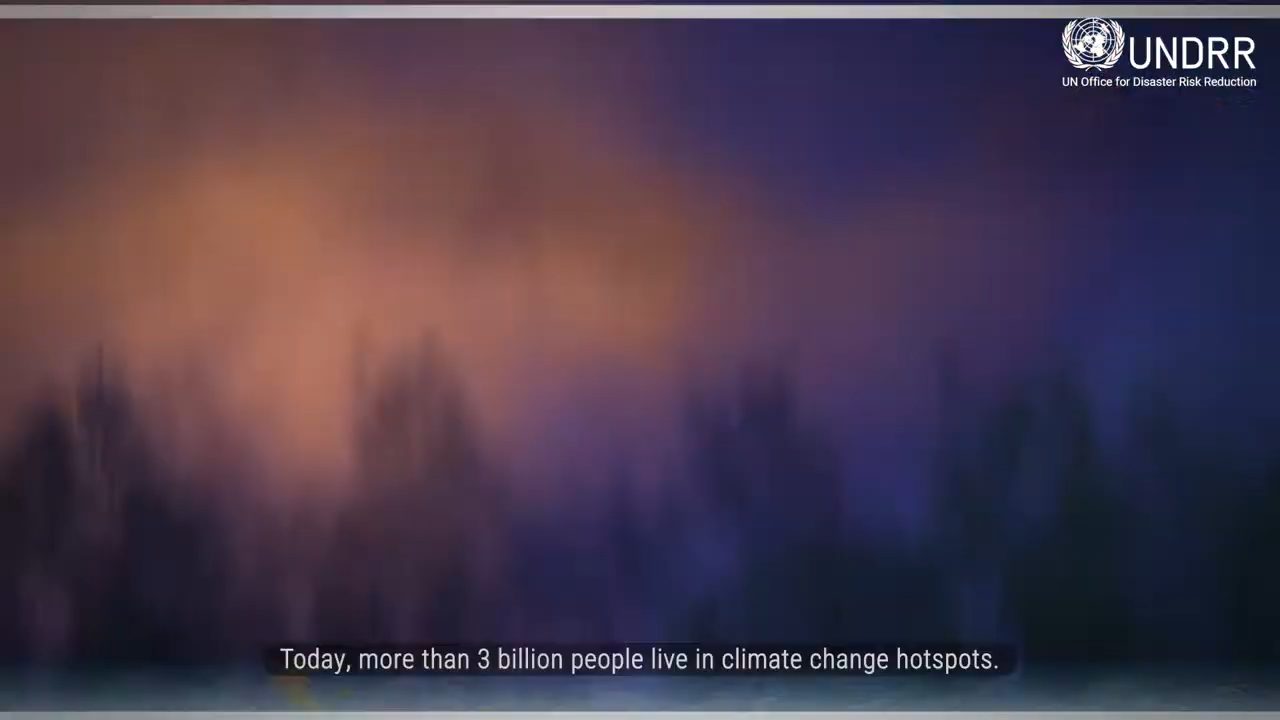 UNDRR
UN Office for Disaster Risk Reduction
Today, more than 3 billion people live in climate change hotspots.